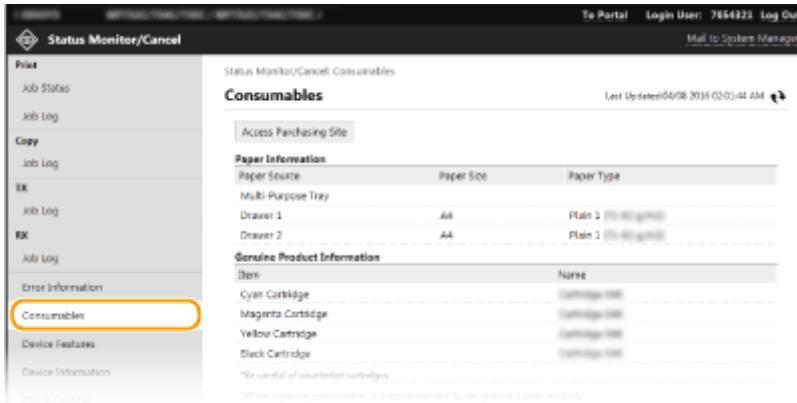 To Portal Login User: 7654321 Log Out
Status Monitor/Cancel
Mail to System Manager
Print
Job Status
Job Log
Copy
Job Log
TX
Job Log
RX
Job Log
Error Information
Consumables
Device Features
Device Information
Status Monitor/Cancel: Consumables
Consumables
Last Updated:04/08 2016 02:01:44 AM
Access Purchasing Site
Paper Information
Paper Source Paper Size Paper Type
Multi-Purpose Tray
Drawer 1 A4 Plain 1
Drawer 2 A4 Plain 1
Genuine Product Information
Item Name
Cyan Cartridge
Magenta Cartridge
Yellow Cartridge
Black Cartridge
*Be careful of counterfeit cartridges.